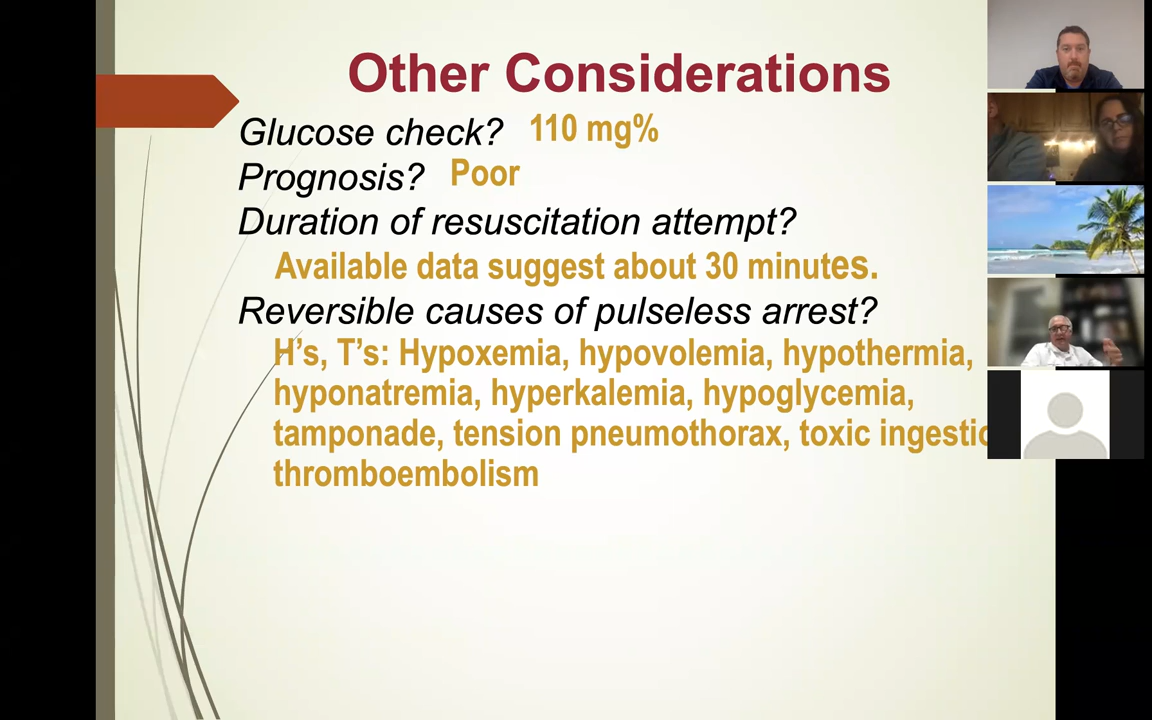 Other Considerations
Glucose check? 110 mg%
Prognosis? Poor
Duration of resuscitation attempt?
Available data suggest about 30 minutes.
Reversible causes of pulseless arrest?
H's, T's: Hypoxemia, hypovolemia, hypothermia,
hyponatremia, hyperkalemia, hypoglycemia,
tamponade, tension pneumothorax, toxic
thromboembolism